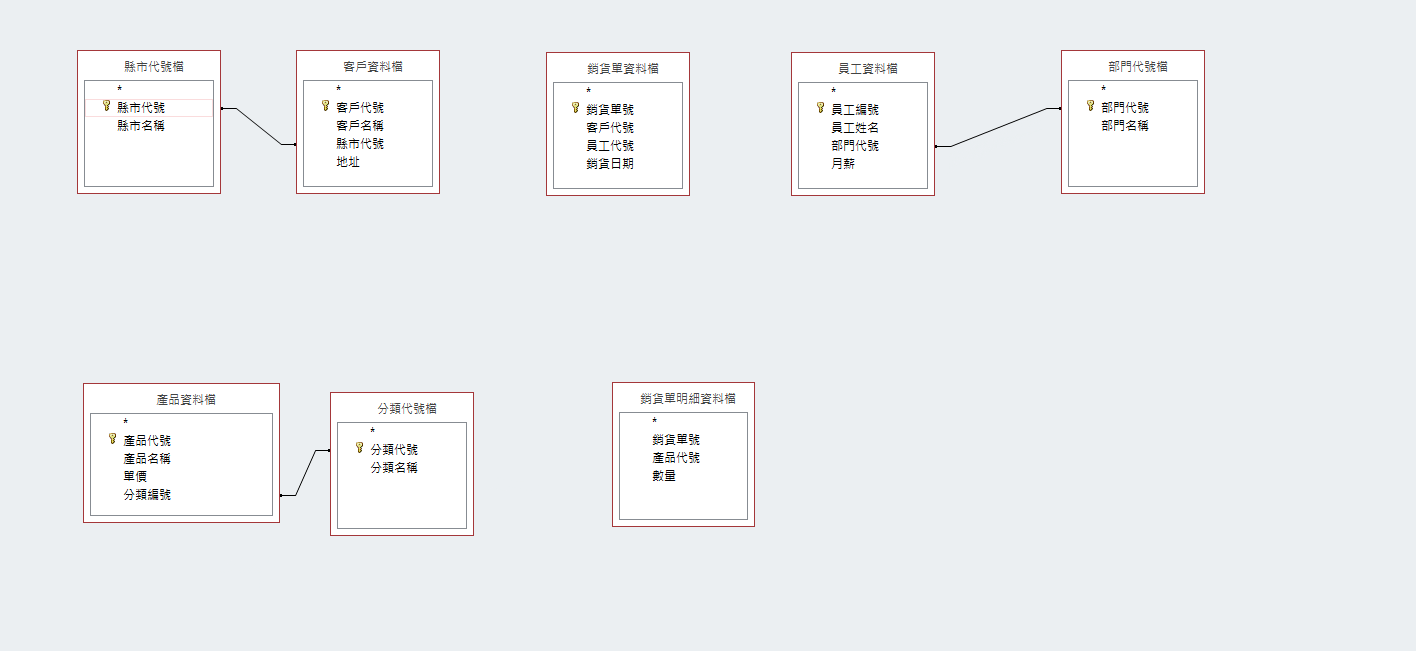 縣市代號檔
*
縣市代號
縣市名稱
客戶資料檔
*
客戶代號
客戶名稱
縣市代號
地址
銷貨單資料檔
*
銷貨單號
客戶代號
員工代號
銷貨日期
員工資料檔
*
員工編號
員工姓名
部門代號
月薪
部門代號檔
*
部門代號
部門名稱
產品資料檔
*
產品代號
產品名稱
單價
分類編號
分類代號檔
*
分類代號
分類名稱
銷貨單明細資料檔
*
銷貨單號
產品代號
數量